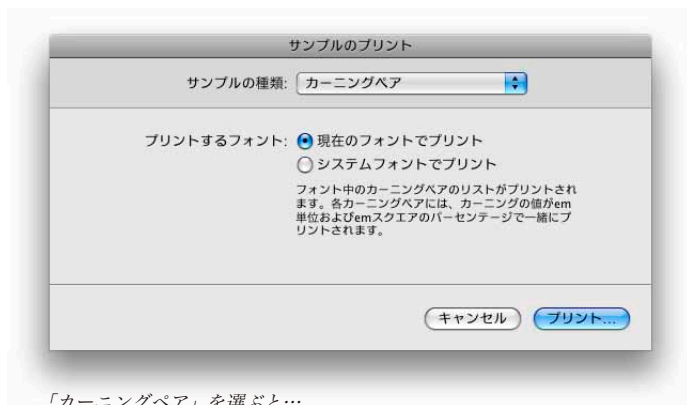 サンプルのプリント
サンプルの種類: カーニングペア
プリントするフォント: 現在のフォントでプリント
システムフォントでプリント
フォント中のカーニングペアのリストがプリントされ
ます。各カーニングペアには、カーニングの値がem
単位およびemスクエアのパーセンテージで一緒にプ
リントされます。
キャンセル プリント...
「カーニングペア」を選ぶと…